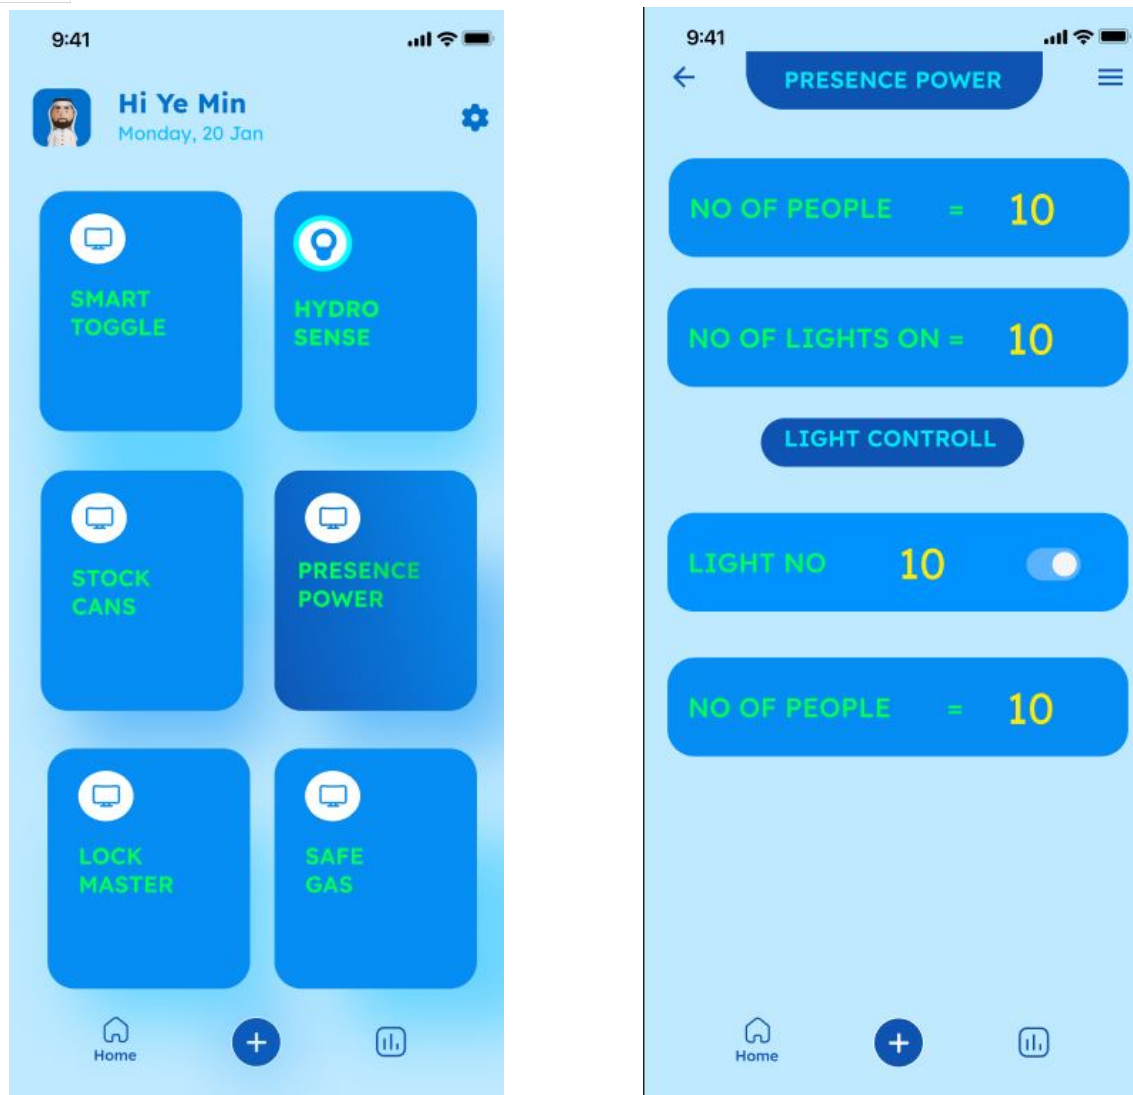 9:41
Hi Ye Min
Monday, 20 Jan
SMART
TOGGLE
HYDRO
SENSE
STOCK
CANS
PRESENCE
POWER
LOCK
MASTER
SAFE
GAS
Home
9:41
PRESENCE POWER
NO OF PEOPLE = 10
NO OF LIGHTS ON = 10
LIGHT CONTROLL
LIGHT NO 10
NO OF PEOPLE = 10
Home